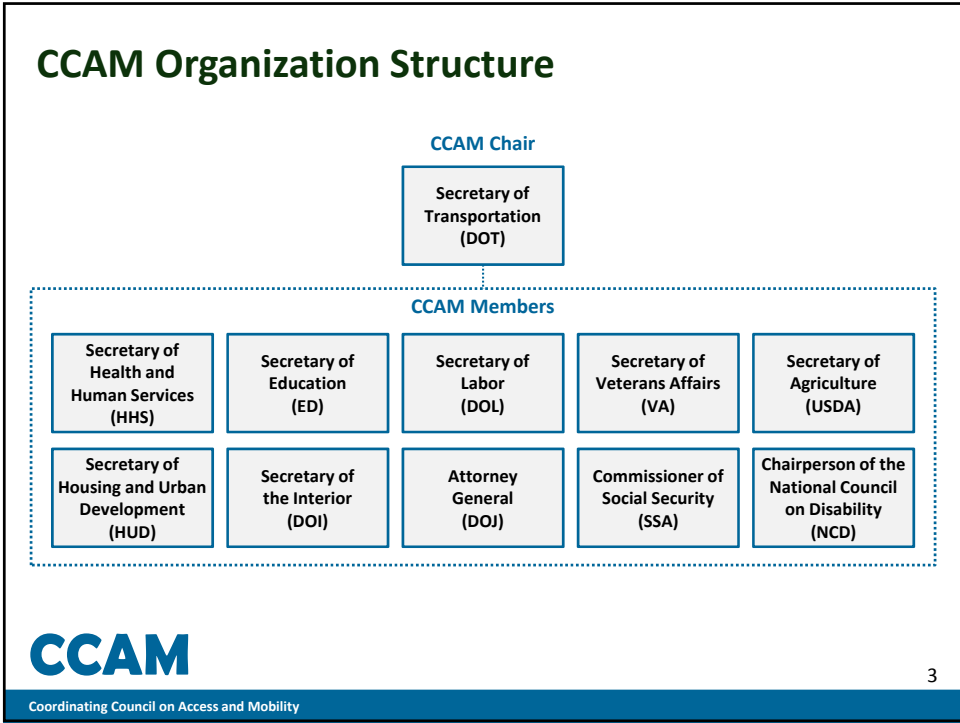 CCAM Organization Structure
CCAM Chair
Secretary of
Transportation
(DOT)
CCAM Members
Secretary of
Health and
Human Services
(HHS)
Secretary of
Education
(ED)
Secretary of
Labor
(DOL)
Secretary of
Veterans Affairs
(VA)
Secretary of
Agriculture
(USDA)
Secretary of
Housing and Urban
Development
(HUD)
Secretary of
the Interior
(DOI)
Attorney
General
(DOJ)
Commissioner of
Social Security
(SSA)
Chairperson of the
National Council
on Disability
(NCD)
CCAM
3
Coordinating Council on Access and Mobility